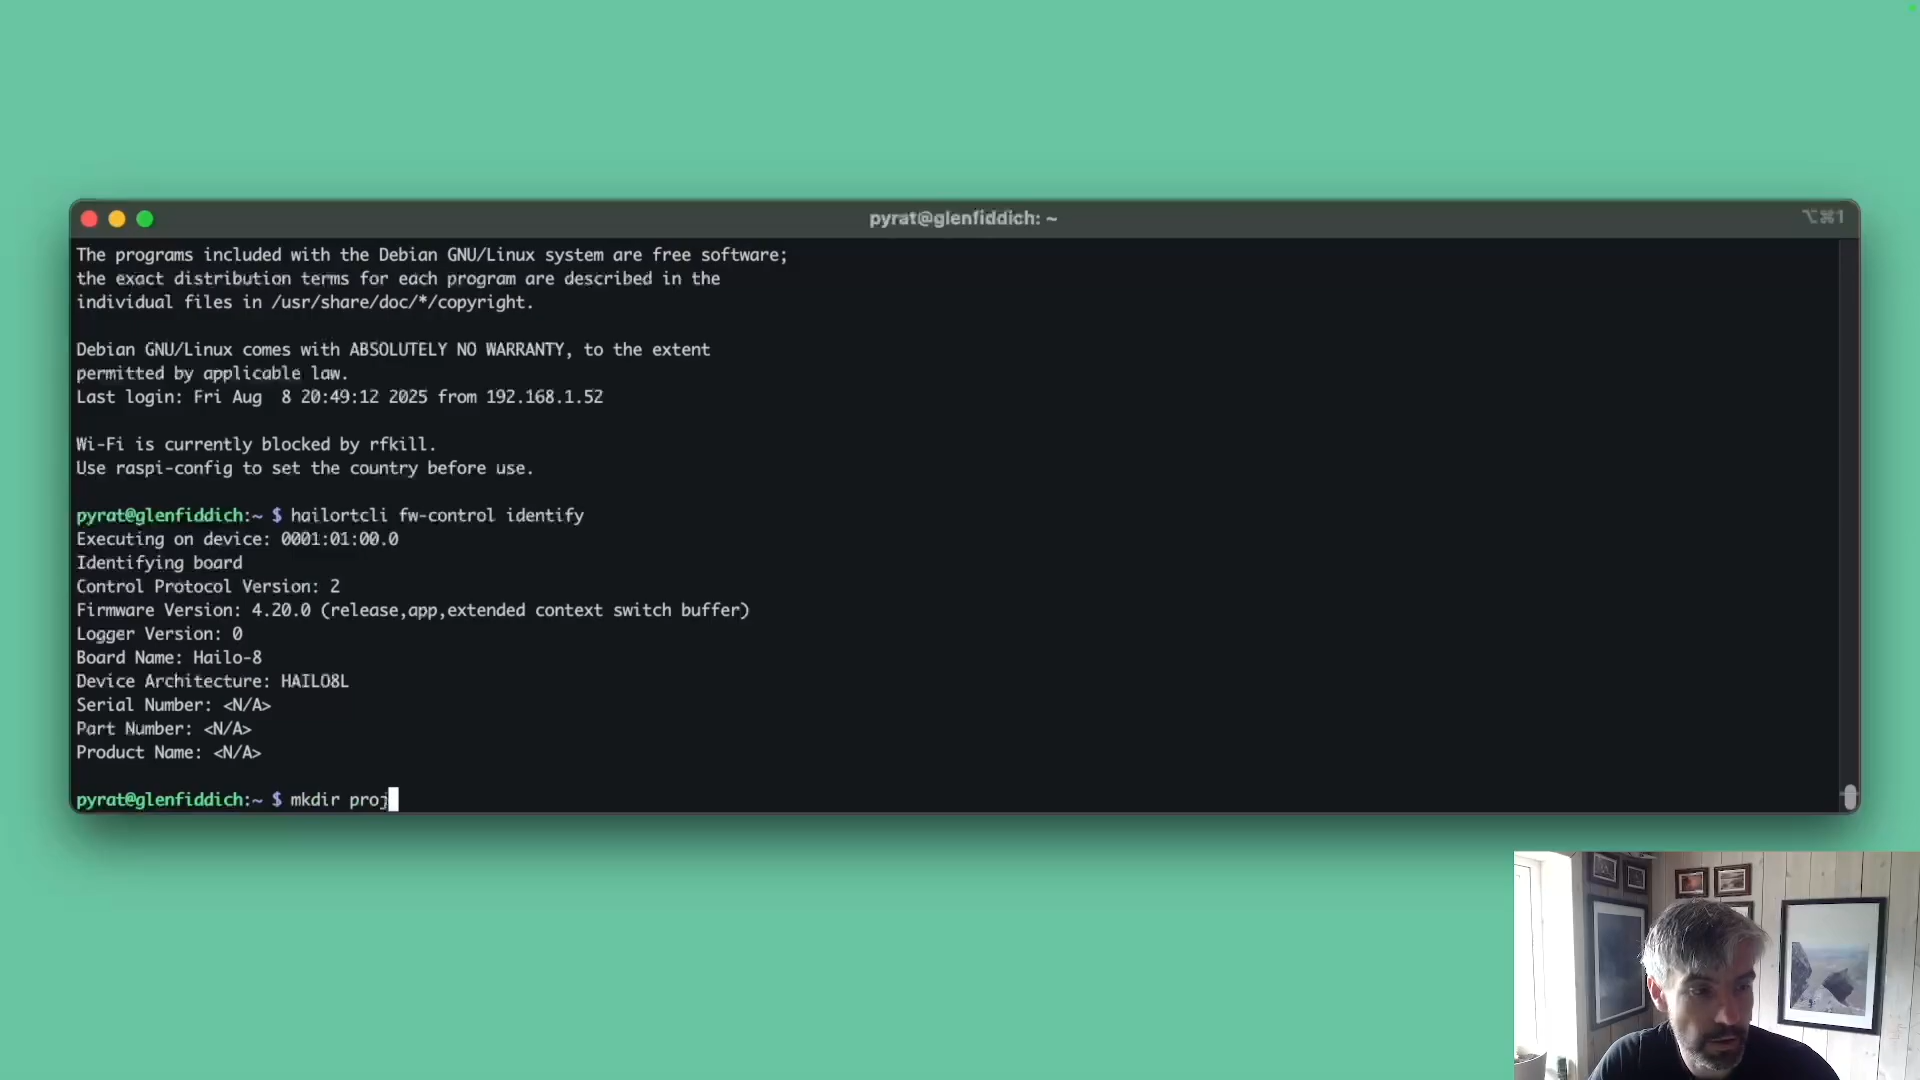 pyrat@glenfiddich: ~
⌥⌘1
The programs included with the Debian GNU/Linux system are free software;
the exact distribution terms for each program are described in the
individual files in /usr/share/doc/*/copyright.
Debian GNU/Linux comes with ABSOLUTELY NO WARRANTY, to the extent
permitted by applicable law.
Last login: Fri Aug  8 20:49:12 2025 from 192.168.1.52
Wi-Fi is currently blocked by rfkill.
Use raspi-config to set the country before use.
pyrat@glenfiddich:~ $ hailortcli fw-control identify
Executing on device: 0001:01:00.0
Identifying board
Control Protocol Version: 2
Firmware Version: 4.20.0 (release,app,extended context switch buffer)
Logger Version: 0
Board Name: Hailo-8
Device Architecture: HAILO8L
Serial Number: <N/A>
Part Number: <N/A>
Product Name: <N/A>
pyrat@glenfiddich:~ $ mkdir proj